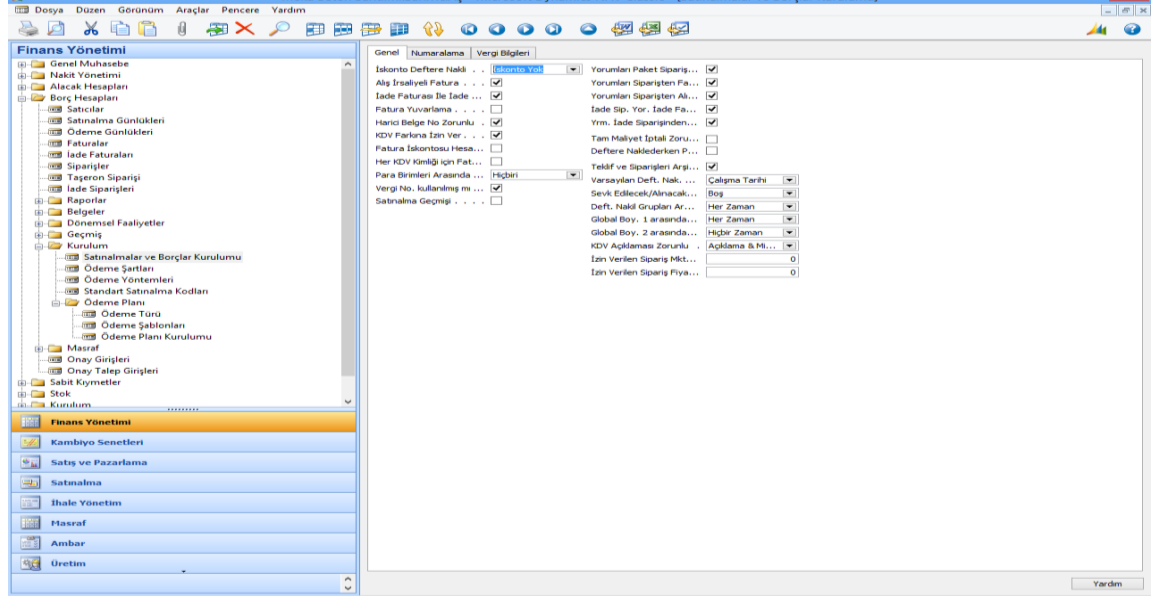 Dosya Düzen Görünüm Araçlar Pencere Yardım
Finans Yönetimi
Genel Muhasebe
Nakit Yönetimi
Alacak Hesapları
Borç Hesapları
Satıcılar
Satınalma Günlükleri
Ödeme Günlükleri
Faturalar
İade Faturaları
Siparişler
Taşeron Siparişi
İade Siparişleri
Raporlar
Belgeler
Dönemsel Faaliyetler
Geçmiş
Kurulum
Satınalmalar ve Borçlar Kurulumu
Ödeme Şartları
Ödeme Yöntemleri
Standart Satınalma Kodları
Ödeme Planı
Ödeme Türü
Ödeme Şablonları
Ödeme Planı Kurulumu
Masraf
Onay Girişleri
Onay Talep Girişleri
Sabit Kıymetler
Stok
Kurulum
Finans Yönetimi
Kambiyo Senetleri
Satış ve Pazarlama
Satınalma
İhale Yönetim
Masraf
Ambar
Üretim
Genel Numaralama Vergi Bilgileri
İskonto Deftere Nakli . . İskonto Yok
Alış İrsaliyeli Fatura . . . .
İade Faturası İle İade ...
Fatura Yuvarlama . . . .
Harici Belge No Zorunlu .
KDV Farkına İzin Ver . . .
Fatura İskontosu Hesa...
Her KDV Kimliği için Fat...
Para Birimleri Arasında ... Hiçbiri
Vergi No. kullanılmış mı ...
Satınalma Geçmişi . . . .
Yorumları Paket Sipariş...
Yorumları Siparişten Fa...
Yorumları Siparişten Alı...
İade Sip. Yor. İade Fa...
Yrm. İade Siparişinden...
Tam Maliyet İptali Zoru...
Deftere Naklederken P...
Teklif ve Siparişleri Arşi...
Varsayılan Deft. Nak. ... Çalışma Tarihi
Sevk Edilecek/Alınacak... Boş
Deft. Nakil Grupları Ar... Her Zaman
Global Boy. 1 arasında... Her Zaman
Global Boy. 2 arasında... Hiçbir Zaman
KDV Açıklaması Zorunlu . Açıklama & Mi...
İzin Verilen Sipariş Mkt... 0
İzin Verilen Sipariş Fiya... 0
Yardım